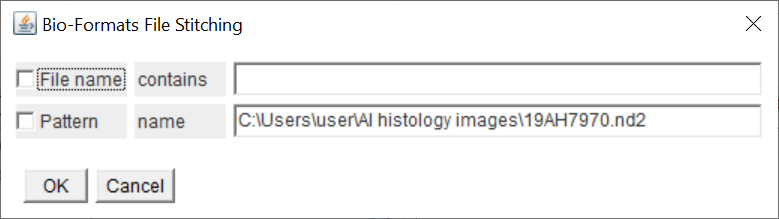 Bio-Formats File Stitching
File name contains
Pattern name C:\Users\user\AI histology images\19AH7970.nd2
OK Cancel